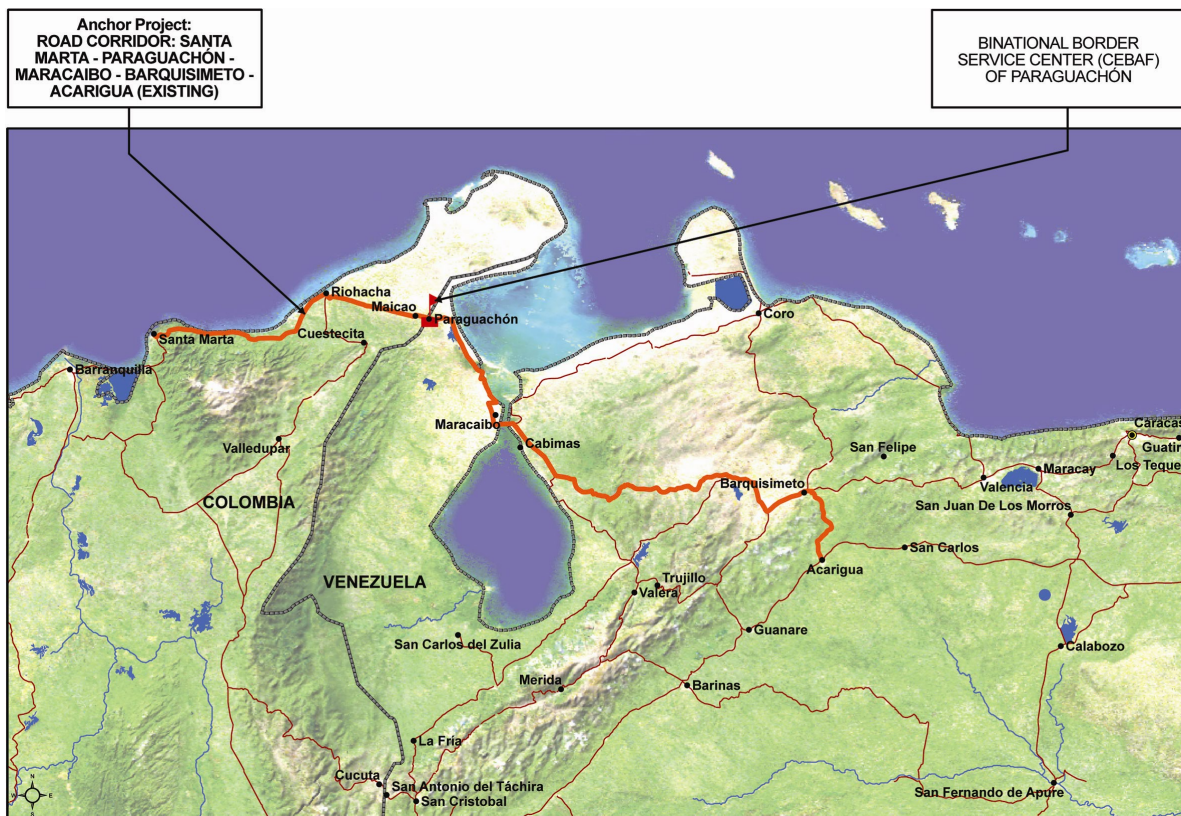 Anchor Project:
ROAD CORRIDOR: SANTA
MARTA - PARAGUACHÓN -
MARACAIBO - BARQUISIMETO -
ACARIGUA (EXISTING)
BINATIONAL BORDER
SERVICE CENTER (CEBAF)
OF PARAGUACHÓN
Riohacha
Maicao
Paraguachón
Coro
Santa Marta
Cuestecita
Barranquilla
Maracaibo
Caracas
Cabimas
Valledupar
San Felipe
Guatir
Los Teque
Maracay
Barquisimeto
Valencia
COLOMBIA
San Juan De Los Morros
San Carlos
Acarigua
VENEZUELA
Trujillo
Valera
Guanare
San Carlos del Zulia
Calabozo
Merida
Barinas
La Fría
Cucuta
San Antonio del Táchira
San Cristobal
San Fernando de Apure
N
W
E
S